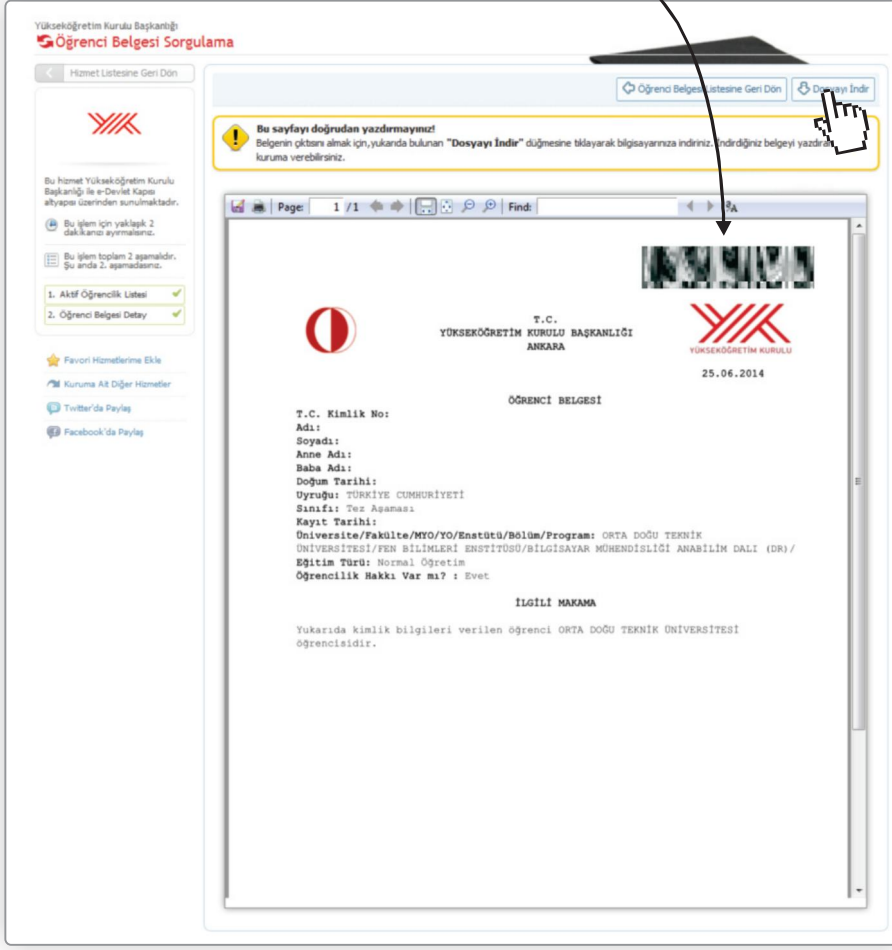 Yükseköğretim Kurulu Başkanlığı
Öğrenci Belgesi Sorgulama
Hizmet Listesine Geri Dön
Bu hizmet Yükseköğretim Kurulu
Başkanlığı ile e-Devlet Kapısı
altyapısı üzerinden sunulmaktadır.
Bu işlem için yaklaşık 2
dakikanızı ayırmalısınız.
Bu işlem toplam 2 aşamalıdır.
Şu anda 2. aşamadasınız.
1. Aktif Öğrencilik Listesi
2. Öğrenci Belgesi Detay
Favori Hizmetlerime Ekle
Kuruma Ait Diğer Hizmetler
Twitter'da Paylaş
Facebook'da Paylaş
Öğrenci Belgesi Listesine Geri Dön
Dosyayı İndir
Bu sayfayı doğrudan yazdırmayınız!
Belgenin çıktısını almak için, yukarıda bulunan "Dosyayı İndir" düğmesine tıklayarak bilgisayarınıza indiriniz. İndirdiğiniz belgeyi
kuruma verebilirsiniz.
Page: 1 /1 Find:
T.C.
YÜKSEKÖĞRETİM KURULU BAŞKANLIĞI
ANKARA
YÜKSEKÖĞRETİM KURULU
25.06.2014
ÖĞRENCİ BELGESİ
T.C. Kimlik No:
Adı:
Soyadı:
Anne Adı:
Baba Adı:
Doğum Tarihi:
Uyruğu: TÜRKİYE CUMHURİYETİ
Sınıfı: Tez Aşaması
Kayıt Tarihi:
Üniversite/Fakülte/MYO/YO/Enstütü/Bölüm/Program: ORTA DOĞU TEKNİK
ÜNİVERSİTESİ/FEN BİLİMLERİ ENSTİTÜSÜ/BİLGİSAYAR MÜHENDİSLİĞİ ANABİLİM DALI (DR)/
Eğitim Türü: Normal Öğretim
Öğrencilik Hakkı Var mı? : Evet
İLGİLİ MAKAMA
Yukarıda kimlik bilgileri verilen öğrenci ORTA DOĞU TEKNİK ÜNİVERSİTESİ
öğrencisidir.